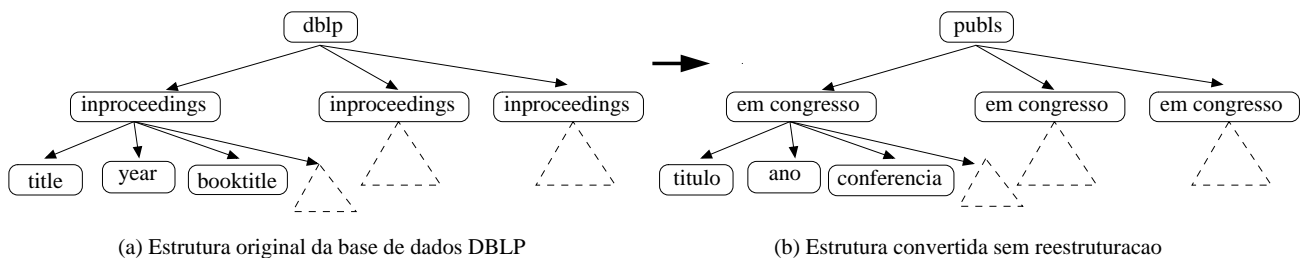 dblp
publs
inproceedings
inproceedings
inproceedings
em congresso
em congresso
em congresso
title
year
booktitle
titulo
ano
conferencia
(a) Estrutura original da base de dados DBLP
(b) Estrutura convertida sem reestruturacao